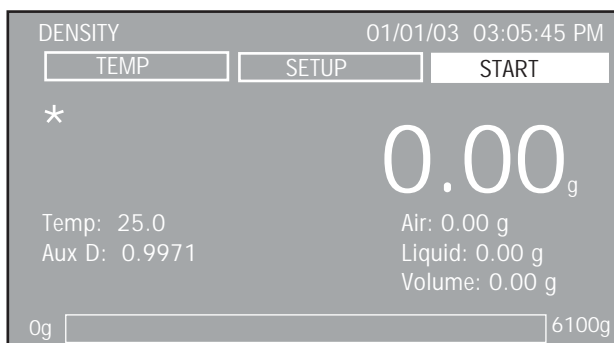 DENSITY 01/01/03 03:05:45 PM
TEMP SETUP START
*
0.00g
Temp: 25.0 Air: 0.00 g
Aux D: 0.9971 Liquid: 0.00 g
Volume: 0.00 g
0g 6100g